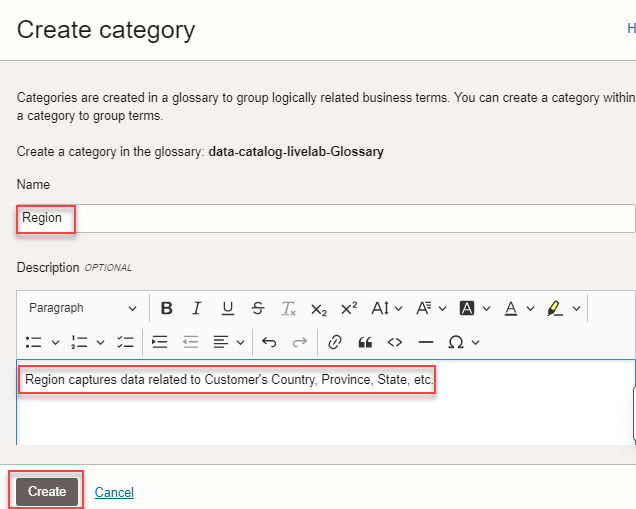 Create category
H
Categories are created in a glossary to group logically related business terms. You can create a category within
a category to group terms.
Create a category in the glossary: data-catalog-livelab-Glossary
Name
Region
Description OPTIONAL
Paragraph
Region captures data related to Customer's Country, Province, State, etc.
Create Cancel